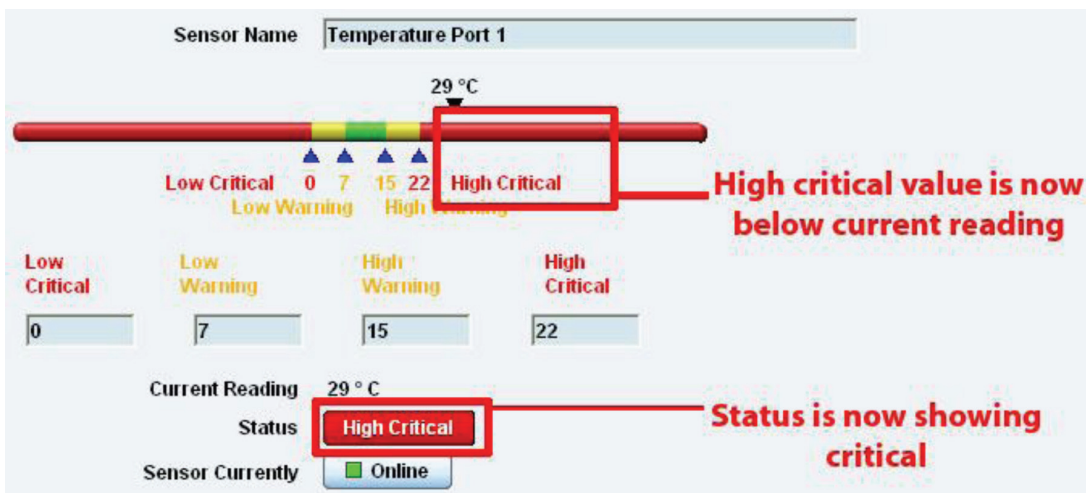 Sensor Name Temperature Port 1
29 °C
Low Critical 0 7 15 22 High Critical
Low Warning High Warning
High critical value is now
below current reading
Low Low High High
Critical Warning Warning Critical
0 7 15 22
Current Reading 29 ° C
Status High Critical
Status is now showing
critical
Sensor Currently Online